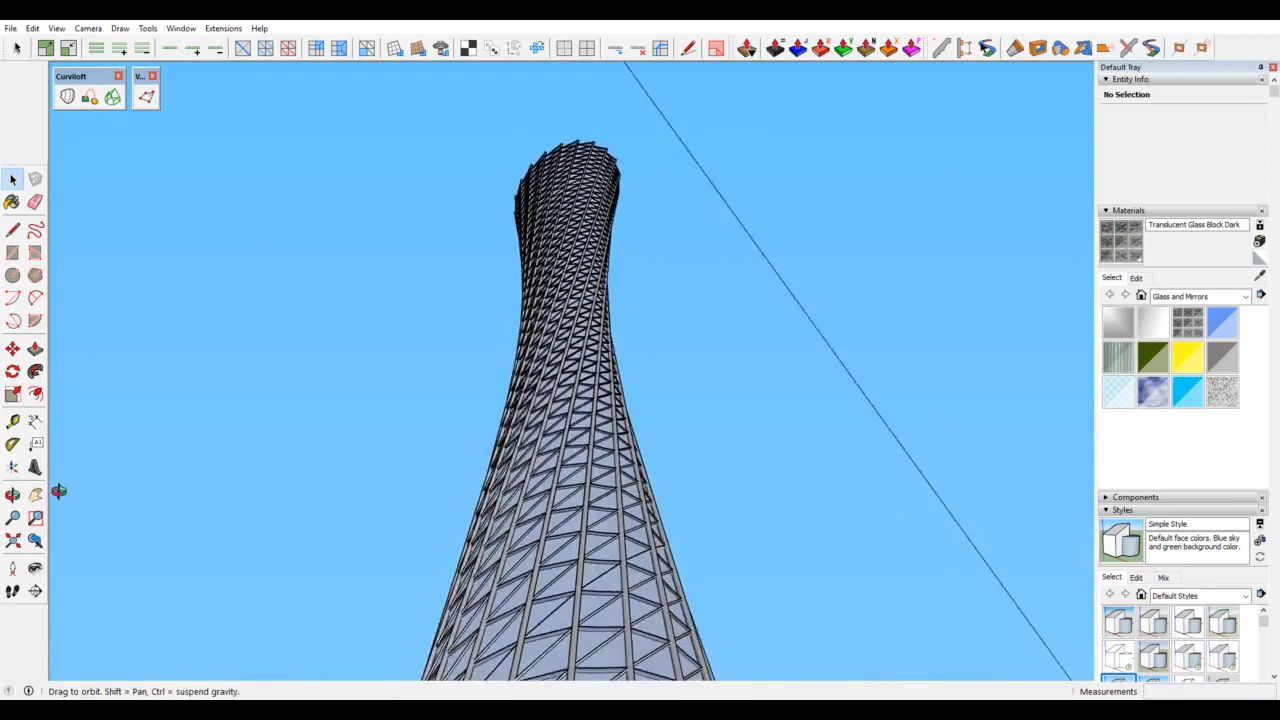 File Edit View Camera Draw Tools Window Extensions Help
Default Tray
Curviloft
V...
Entity Info
No Selection
Materials
Translucent Glass Block Dark
Select Edit
Glass and Mirrors
Components
Styles
Simple Style
Default face colors. Blue sky
and green background color.
Select Edit Mix
Default Styles
Drag to orbit. Shift = Pan, Ctrl = suspend gravity.
Measurements